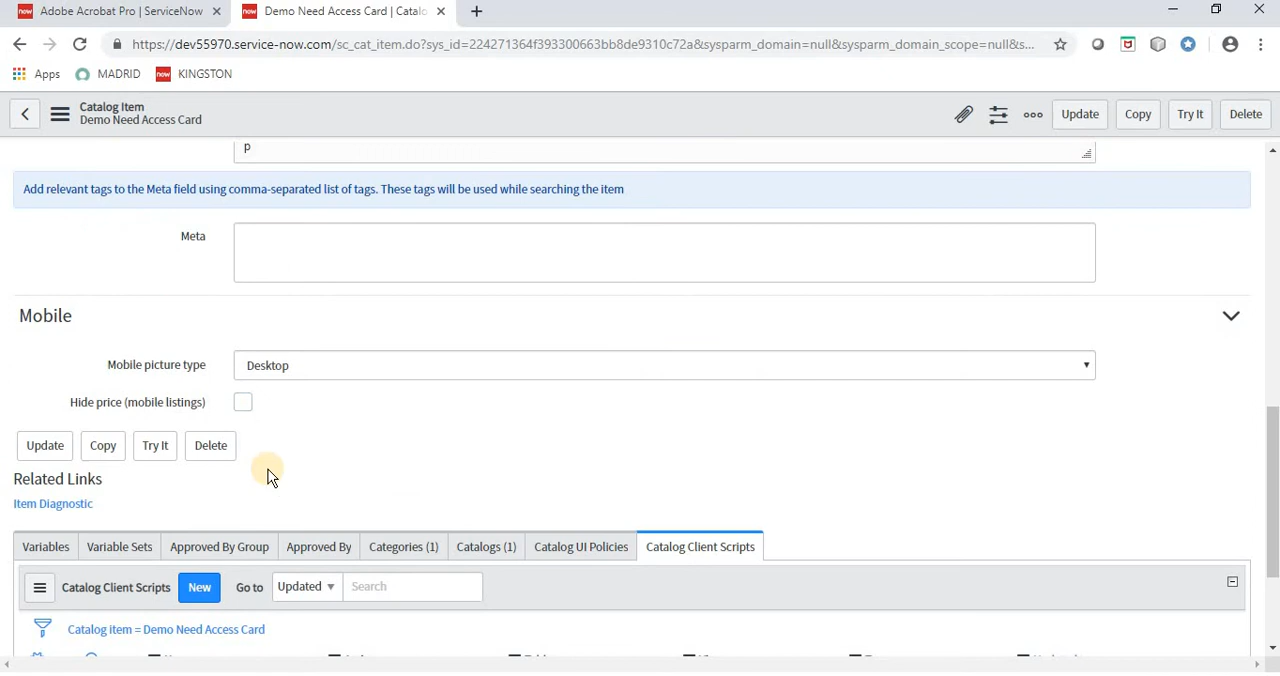 Adobe Acrobat Pro | ServiceNow
Demo Need Access Card | Catalo
https://dev55970.service-now.com/sc_cat_item.do?sys_id=224271364f393300663bb8de9310c72a&sysparm_domain=null&sysparm_domain_scope=null&s...
Apps
MADRID
now KINGSTON
Catalog Item
Demo Need Access Card
Update
Copy
Try It
Delete
p
Add relevant tags to the Meta field using comma-separated list of tags. These tags will be used while searching the item
Meta
Mobile
Mobile picture type
Desktop
Hide price (mobile listings)
Update
Copy
Try It
Delete
Related Links
Item Diagnostic
Variables
Variable Sets
Approved By Group
Approved By
Categories (1)
Catalogs (1)
Catalog UI Policies
Catalog Client Scripts
Catalog Client Scripts
New
Go to
Updated
Search
Catalog item = Demo Need Access Card